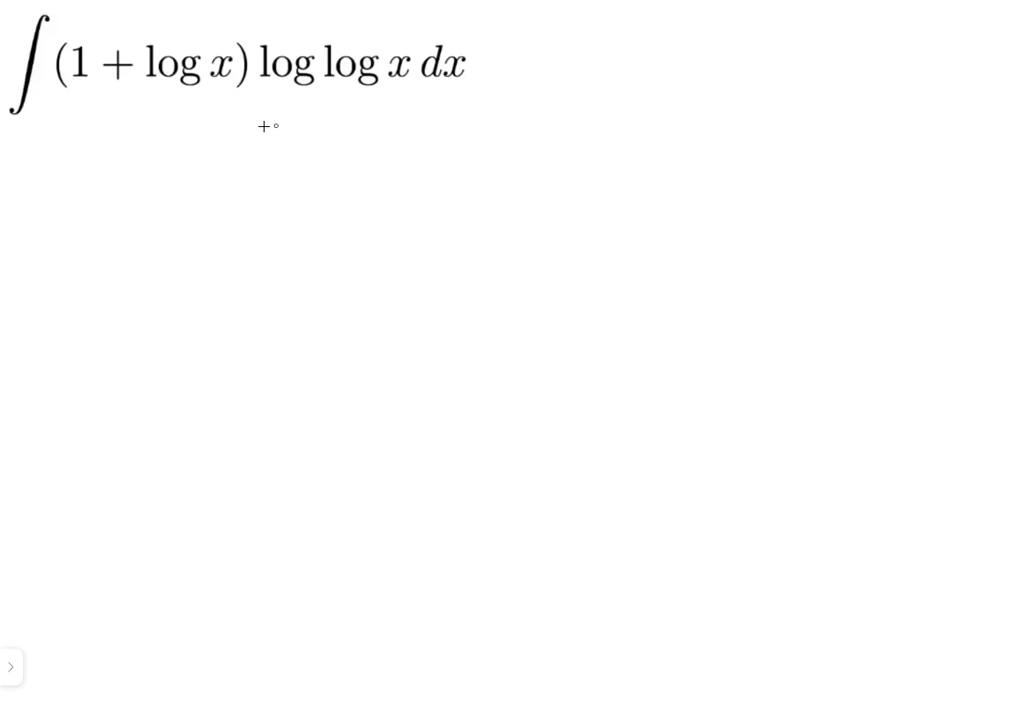 ∫ (1 + log x) log log x dx